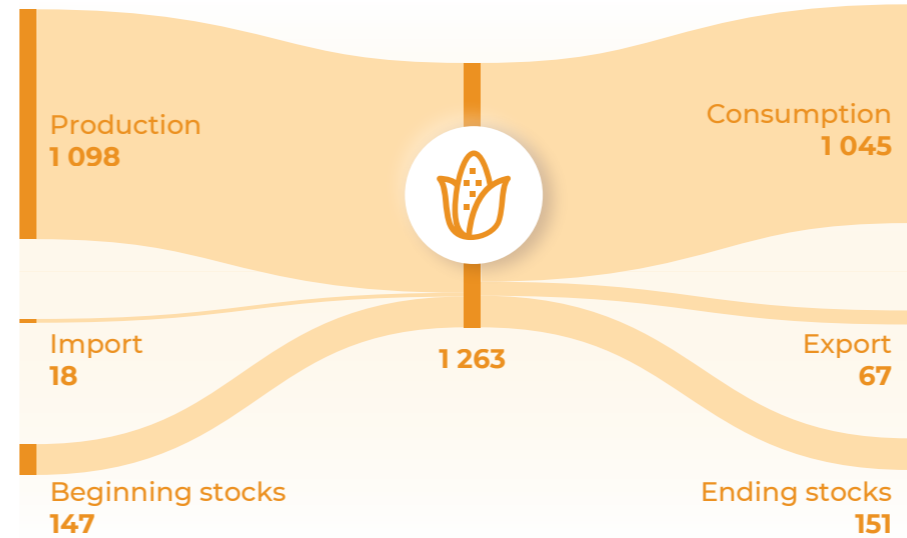 Production
1 098
Import
18
Beginning stocks
147
1 263
Consumption
1 045
Export
67
Ending stocks
151